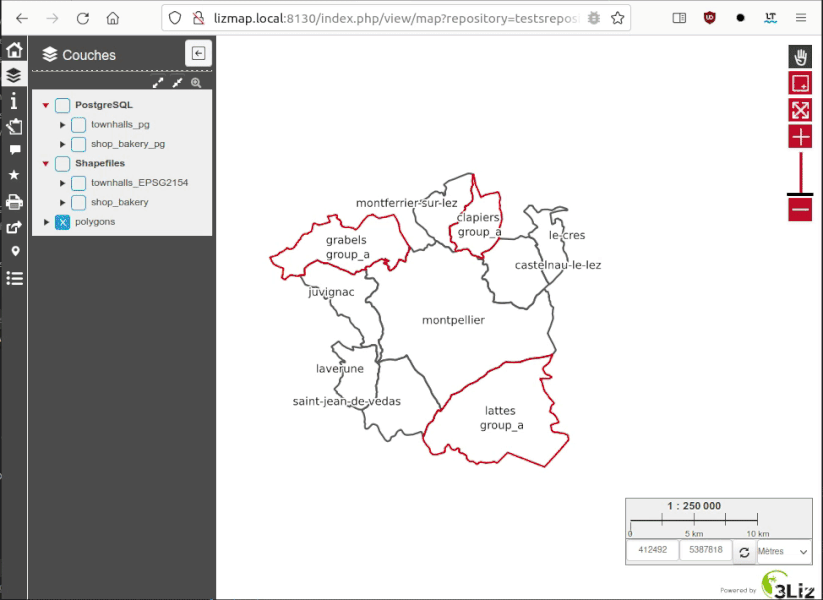 lizmap.local:8130/index.php/view/map?repository=testsrepos
LT
Couches
PostgreSQL
townhalls_pg
shop_bakery_pg
Shapefiles
townhalls_EPSG2154
shop_bakery
polygons
montferrier-sur-lez
clapiers
group_a
grabels
group_a
le-cres
castelnau-le-lez
juvignac
montpellier
laverune
saint-jean-de-vedas
lattes
group_a
1 : 250 000
0 5 km 10 km
412492 5387818 Mètres
Powered by 3Liz